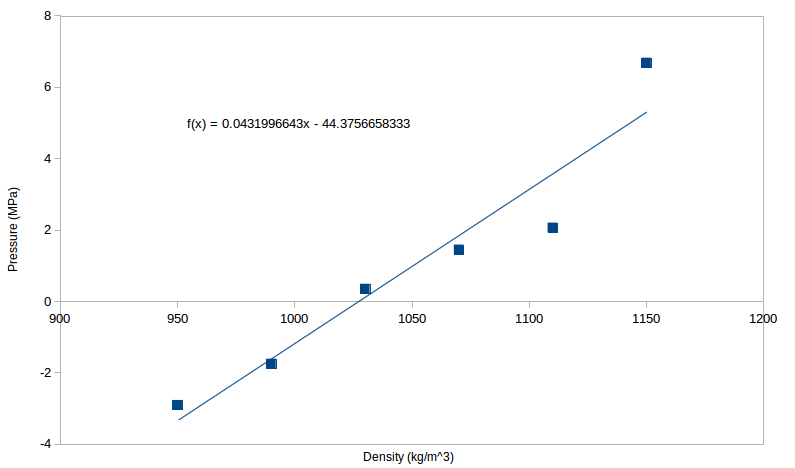 8
6
f(x) = 0.0431996643x - 44.3756658333
4
Pressure (MPa)
2
0
900 950 1000 1050 1100 1150 1200
-2
-4
Density (kg/m^3)